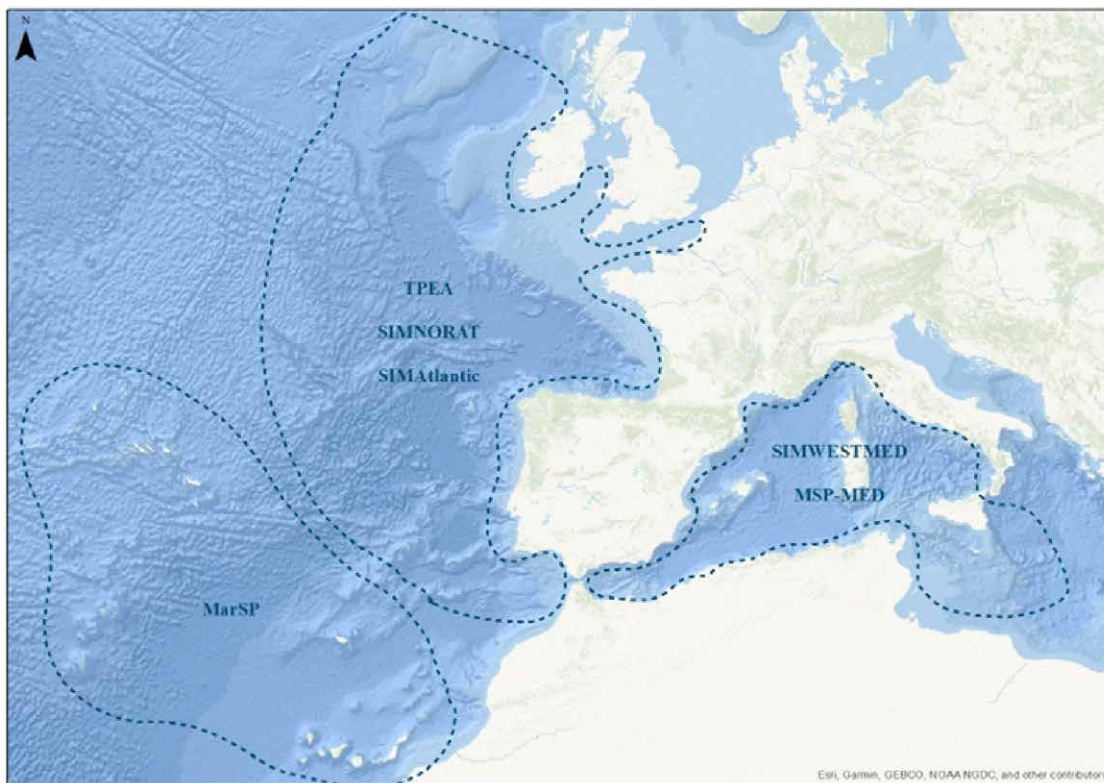 N
TPEA
SIMNORAT
SIMAtlantic
SIMWESTMED
MSP-MED
MarSP
Esri, Garmin, GEBCO, NOAA NGDC, and other contributors